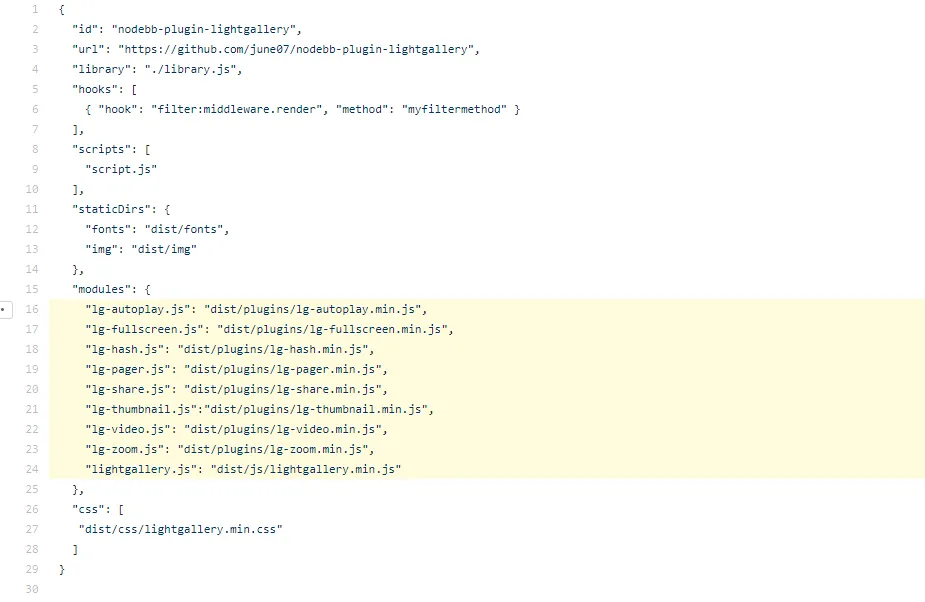 1 {
2   "id": "nodebb-plugin-lightgallery",
3   "url": "https://github.com/june07/nodebb-plugin-lightgallery",
4   "library": "./library.js",
5   "hooks": [
6     { "hook": "filter:middleware.render", "method": "myfiltermethod" }
7   ],
8   "scripts": [
9     "script.js"
10   ],
11   "staticDirs": {
12     "fonts": "dist/fonts",
13     "img": "dist/img"
14   },
15   "modules": {
16     "lg-autoplay.js": "dist/plugins/lg-autoplay.min.js",
17     "lg-fullscreen.js": "dist/plugins/lg-fullscreen.min.js",
18     "lg-hash.js": "dist/plugins/lg-hash.min.js",
19     "lg-pager.js": "dist/plugins/lg-pager.min.js",
20     "lg-share.js": "dist/plugins/lg-share.min.js",
21     "lg-thumbnail.js":"dist/plugins/lg-thumbnail.min.js",
22     "lg-video.js": "dist/plugins/lg-video.min.js",
23     "lg-zoom.js": "dist/plugins/lg-zoom.min.js",
24     "lightgallery.js": "dist/js/lightgallery.min.js"
25   },
26   "css": [
27    "dist/css/lightgallery.min.css"
28   ]
29 }
30